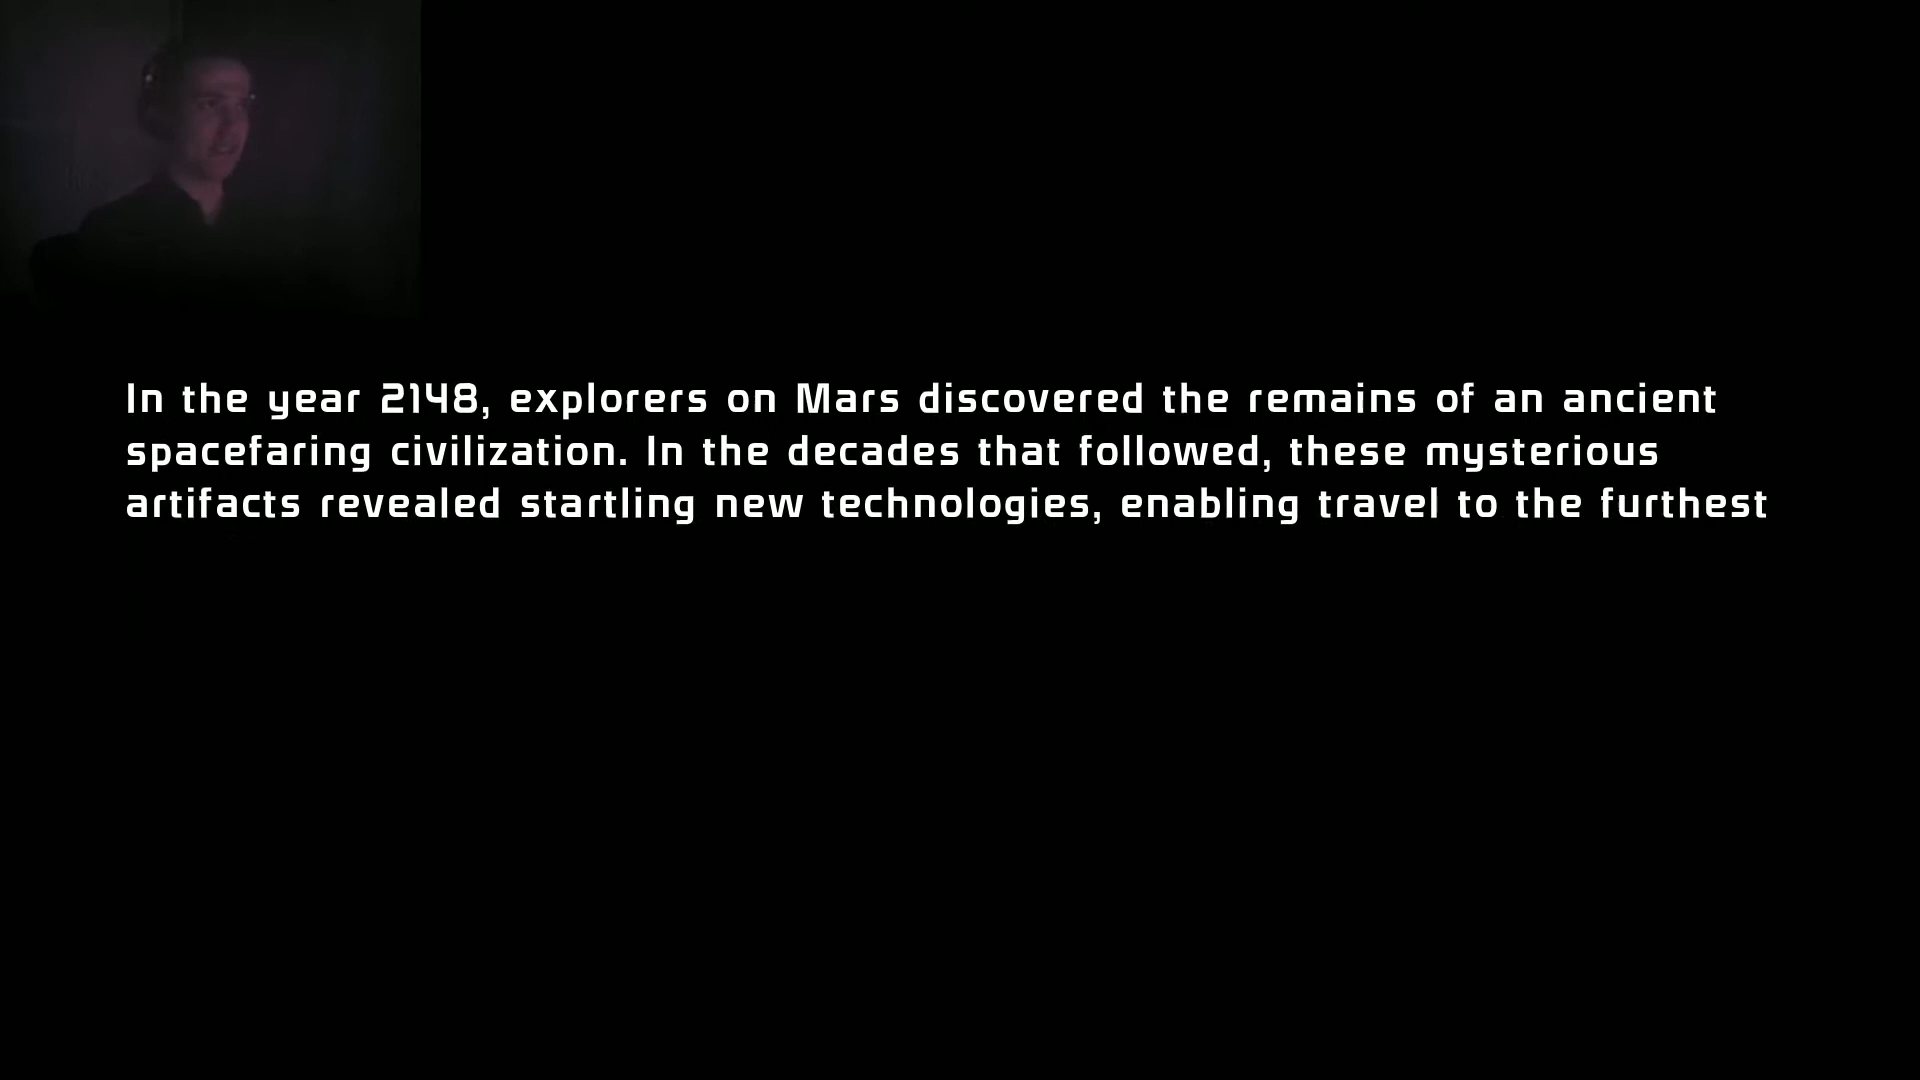 In the year 2148, explorers on Mars discovered the remains of an ancient
spacefaring civilization. In the decades that followed, these mysterious
artifacts revealed startling new technologies, enabling travel to the furthest